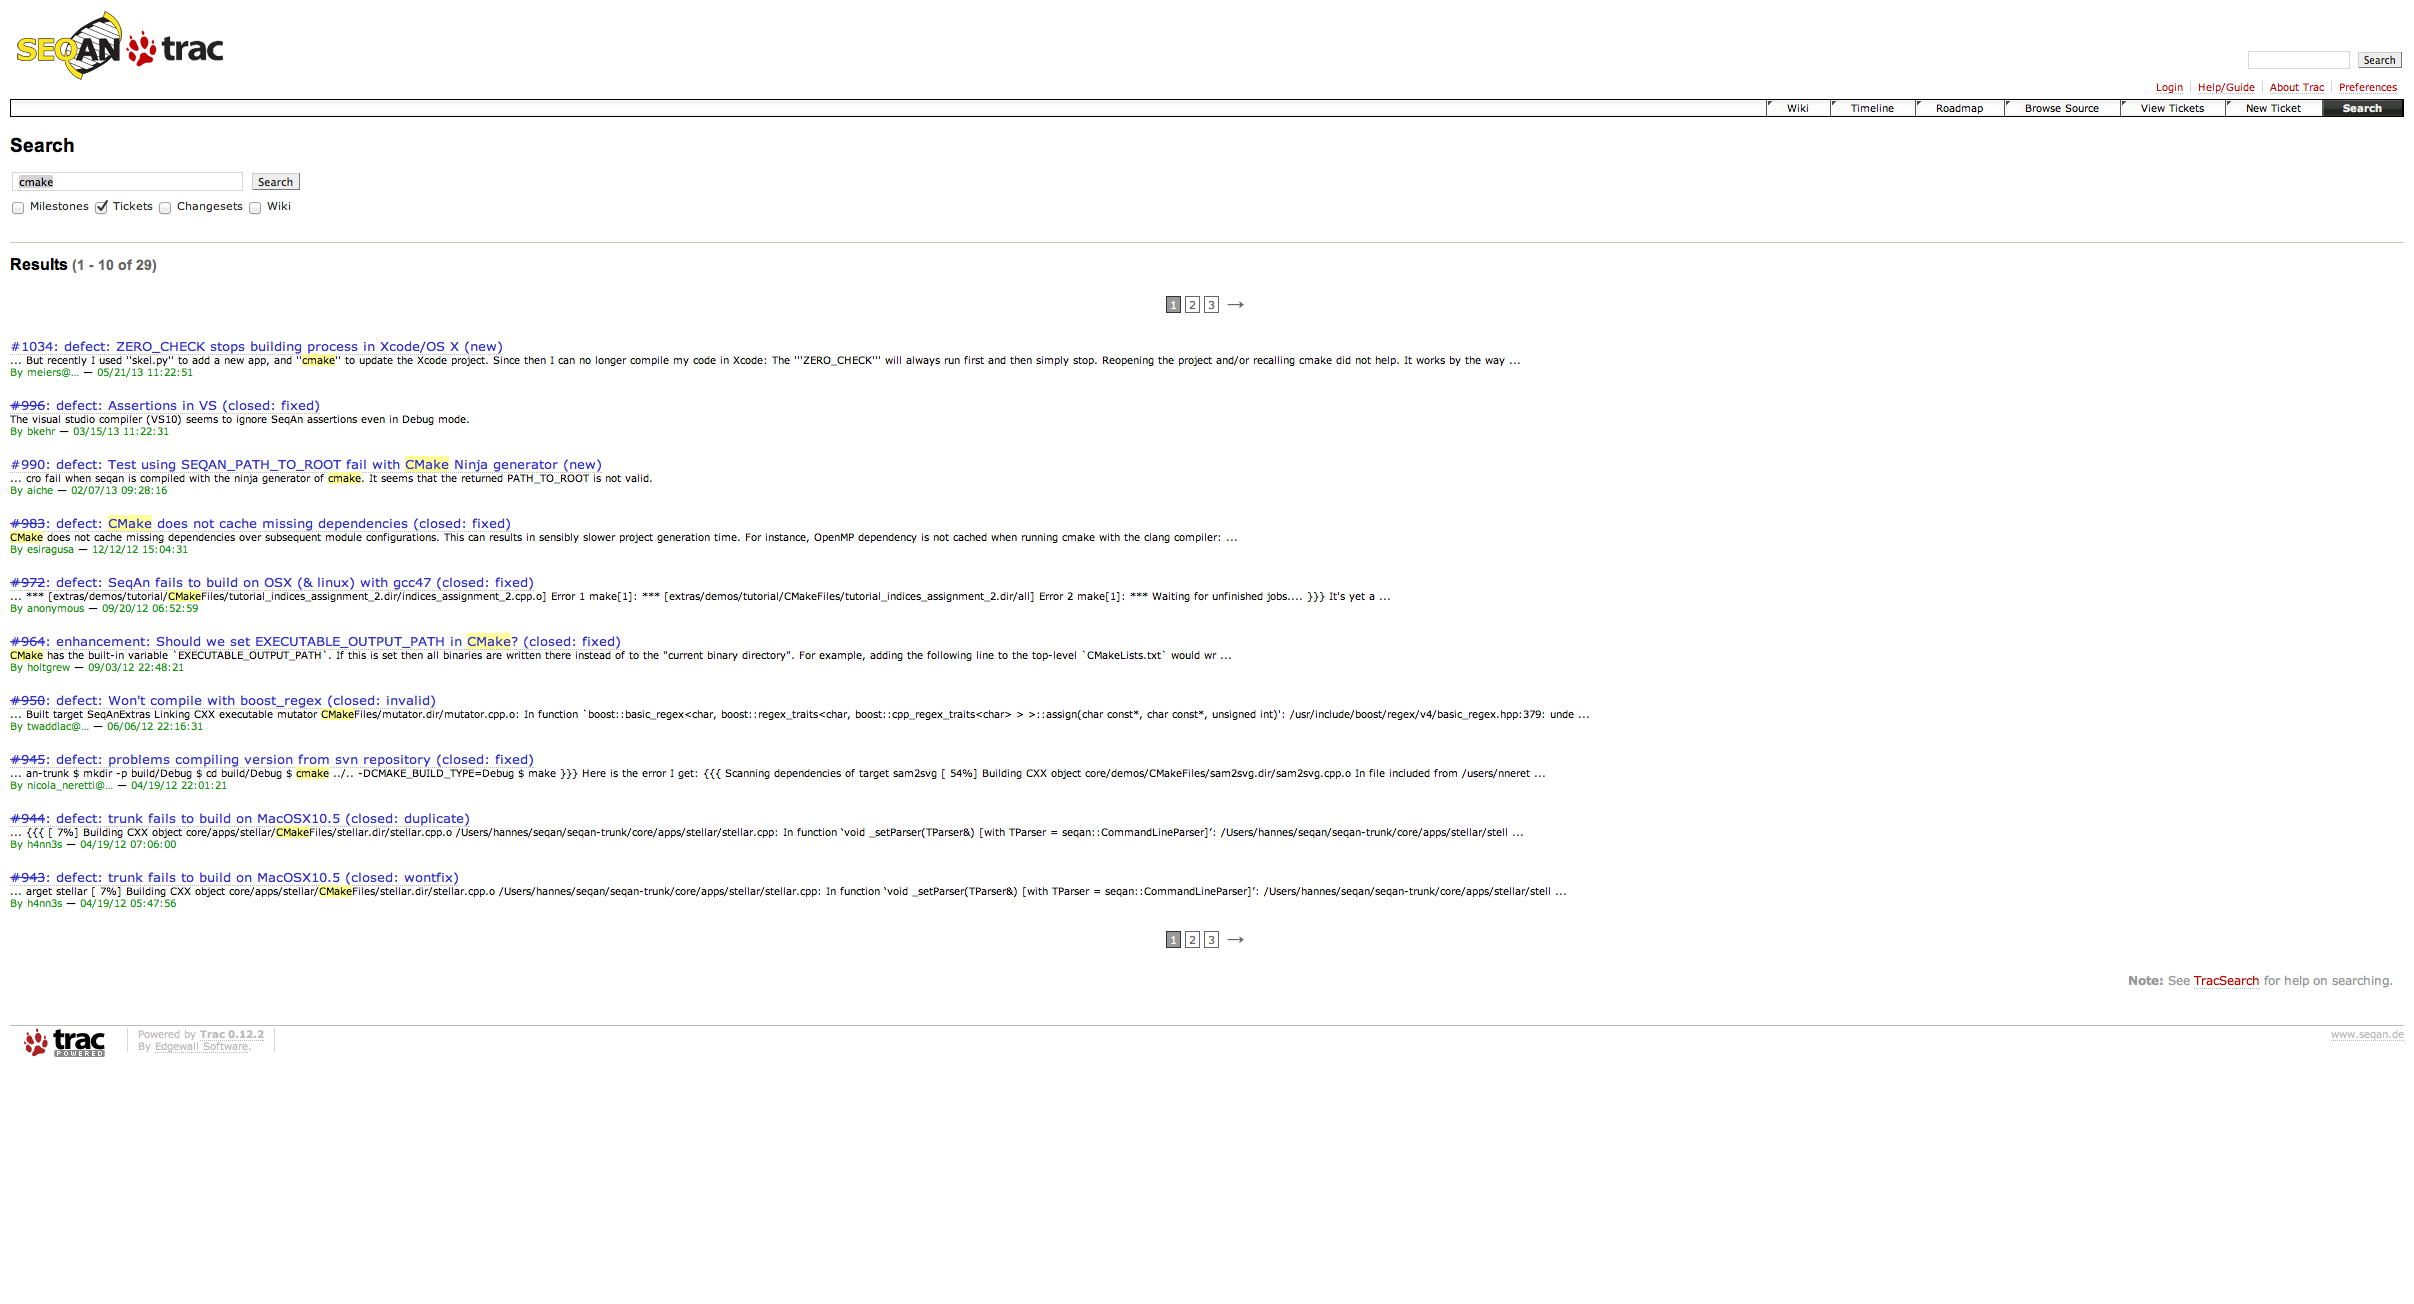 SEQAN trac
Search
Login Help/Guide About Trac Preferences
Wiki Timeline Roadmap Browse Source View Tickets New Ticket Search
Search
cmake Search
Milestones Tickets Changesets Wiki
Results (1 - 10 of 29)
1 2 3 →
#1034: defect: ZERO_CHECK stops building process in Xcode/OS X (new)
... But recently I used "skel.py" to add a new app, and "cmake" to update the Xcode project. Since then I can no longer compile my code in Xcode: The '''ZERO_CHECK''' will always run first and then simply stop. Reopening the project and/or recalling cmake did not help. It works by the way ...
By meiers@... — 05/21/13 11:22:51
#996: defect: Assertions in VS (closed: fixed)
The visual studio compiler (VS10) seems to ignore SeqAn assertions even in Debug mode.
By bkehr — 03/15/13 11:22:31
#990: defect: Test using SEQAN_PATH_TO_ROOT fail with CMake Ninja generator (new)
... cro fail when seqan is compiled with the ninja generator of cmake. It seems that the returned PATH_TO_ROOT is not valid.
By aiche — 02/07/13 09:28:16
#983: defect: CMake does not cache missing dependencies (closed: fixed)
CMake does not cache missing dependencies over subsequent module configurations. This can results in sensibly slower project generation time. For instance, OpenMP dependency is not cached when running cmake with the clang compiler: ...
By esiragusa — 12/12/12 15:04:31
#972: defect: SeqAn fails to build on OSX (& linux) with gcc47 (closed: fixed)
... *** [extras/demos/tutorial/CMakeFiles/tutorial_indices_assignment_2.dir/indices_assignment_2.cpp.o] Error 1 make[1]: *** [extras/demos/tutorial/CMakeFiles/tutorial_indices_assignment_2.dir/all] Error 2 make[1]: *** Waiting for unfinished jobs.... }}} It's yet a ...
By anonymous — 09/20/12 06:52:59
#964: enhancement: Should we set EXECUTABLE_OUTPUT_PATH in CMake? (closed: fixed)
CMake has the built-in variable `EXECUTABLE_OUTPUT_PATH`. If this is set then all binaries are written there instead of to the "current binary directory". For example, adding the following line to the top-level `CMakeLists.txt` would wr ...
By holtgrew — 09/03/12 22:48:21
#950: defect: Won't compile with boost_regex (closed: invalid)
... Built target SeqAnExtras Linking CXX executable mutator CMakeFiles/mutator.dir/mutator.cpp.o: In function `boost::basic_regex<char, boost::regex_traits<char, boost::cpp_regex_traits<char> > >::assign(char const*, char const*, unsigned int)': /usr/include/boost/regex/v4/basic_regex.hpp:379: unde ...
By twaddlac@... — 06/06/12 22:16:31
#945: defect: problems compiling version from svn repository (closed: fixed)
... an-trunk $ mkdir -p build/Debug $ cd build/Debug $ cmake ../.. -DCMAKE_BUILD_TYPE=Debug $ make }}} Here is the error I get: {{{ Scanning dependencies of target sam2svg [ 54%] Building CXX object core/demos/CMakeFiles/sam2svg.dir/sam2svg.cpp.o In file included from /users/nneret ...
By nicola_neretti@... — 04/19/12 22:01:21
#944: defect: trunk fails to build on MacOSX10.5 (closed: duplicate)
... {{{ [ 7%] Building CXX object core/apps/stellar/CMakeFiles/stellar.dir/stellar.cpp.o /Users/hannes/seqan/seqan-trunk/core/apps/stellar/stellar.cpp: In function ‘void _setParser(TParser&) [with TParser = seqan::CommandLineParser]’: /Users/hannes/seqan/seqan-trunk/core/apps/stellar/stell ...
By h4nn3s — 04/19/12 07:06:00
#943: defect: trunk fails to build on MacOSX10.5 (closed: wontfix)
... arget stellar [ 7%] Building CXX object core/apps/stellar/CMakeFiles/stellar.dir/stellar.cpp.o /Users/hannes/seqan/seqan-trunk/core/apps/stellar/stellar.cpp: In function ‘void _setParser(TParser&) [with TParser = seqan::CommandLineParser]’: /Users/hannes/seqan/seqan-trunk/core/apps/stellar/stell ...
By h4nn3s — 04/19/12 05:47:56
1 2 3 →
Note: See TracSearch for help on searching.
trac POWERED
Powered by Trac 0.12.2
By Edgewall Software.
www.seqan.de